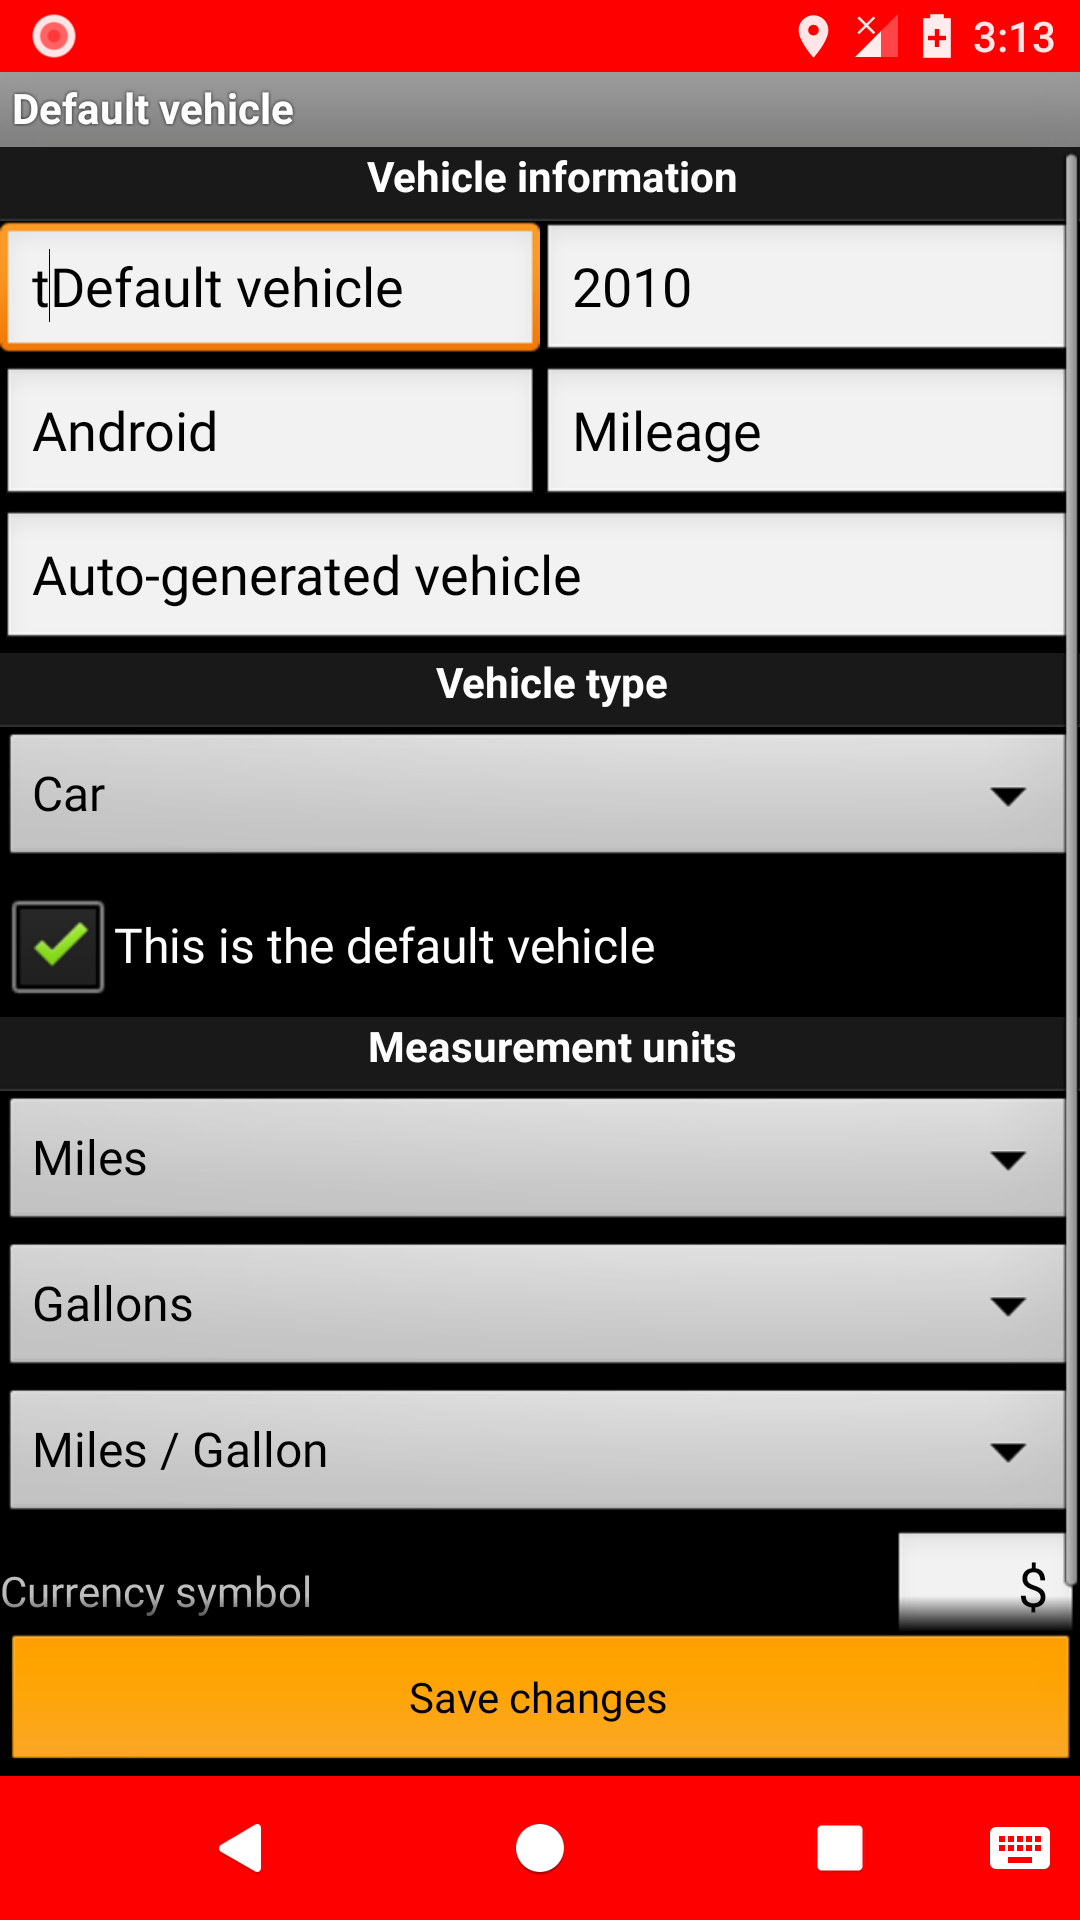 3:13
Default vehicle
Vehicle information
tDefault vehicle
2010
Android
Mileage
Auto-generated vehicle
Vehicle type
Car
This is the default vehicle
Measurement units
Miles
Gallons
Miles / Gallon
Currency symbol
$
Save changes